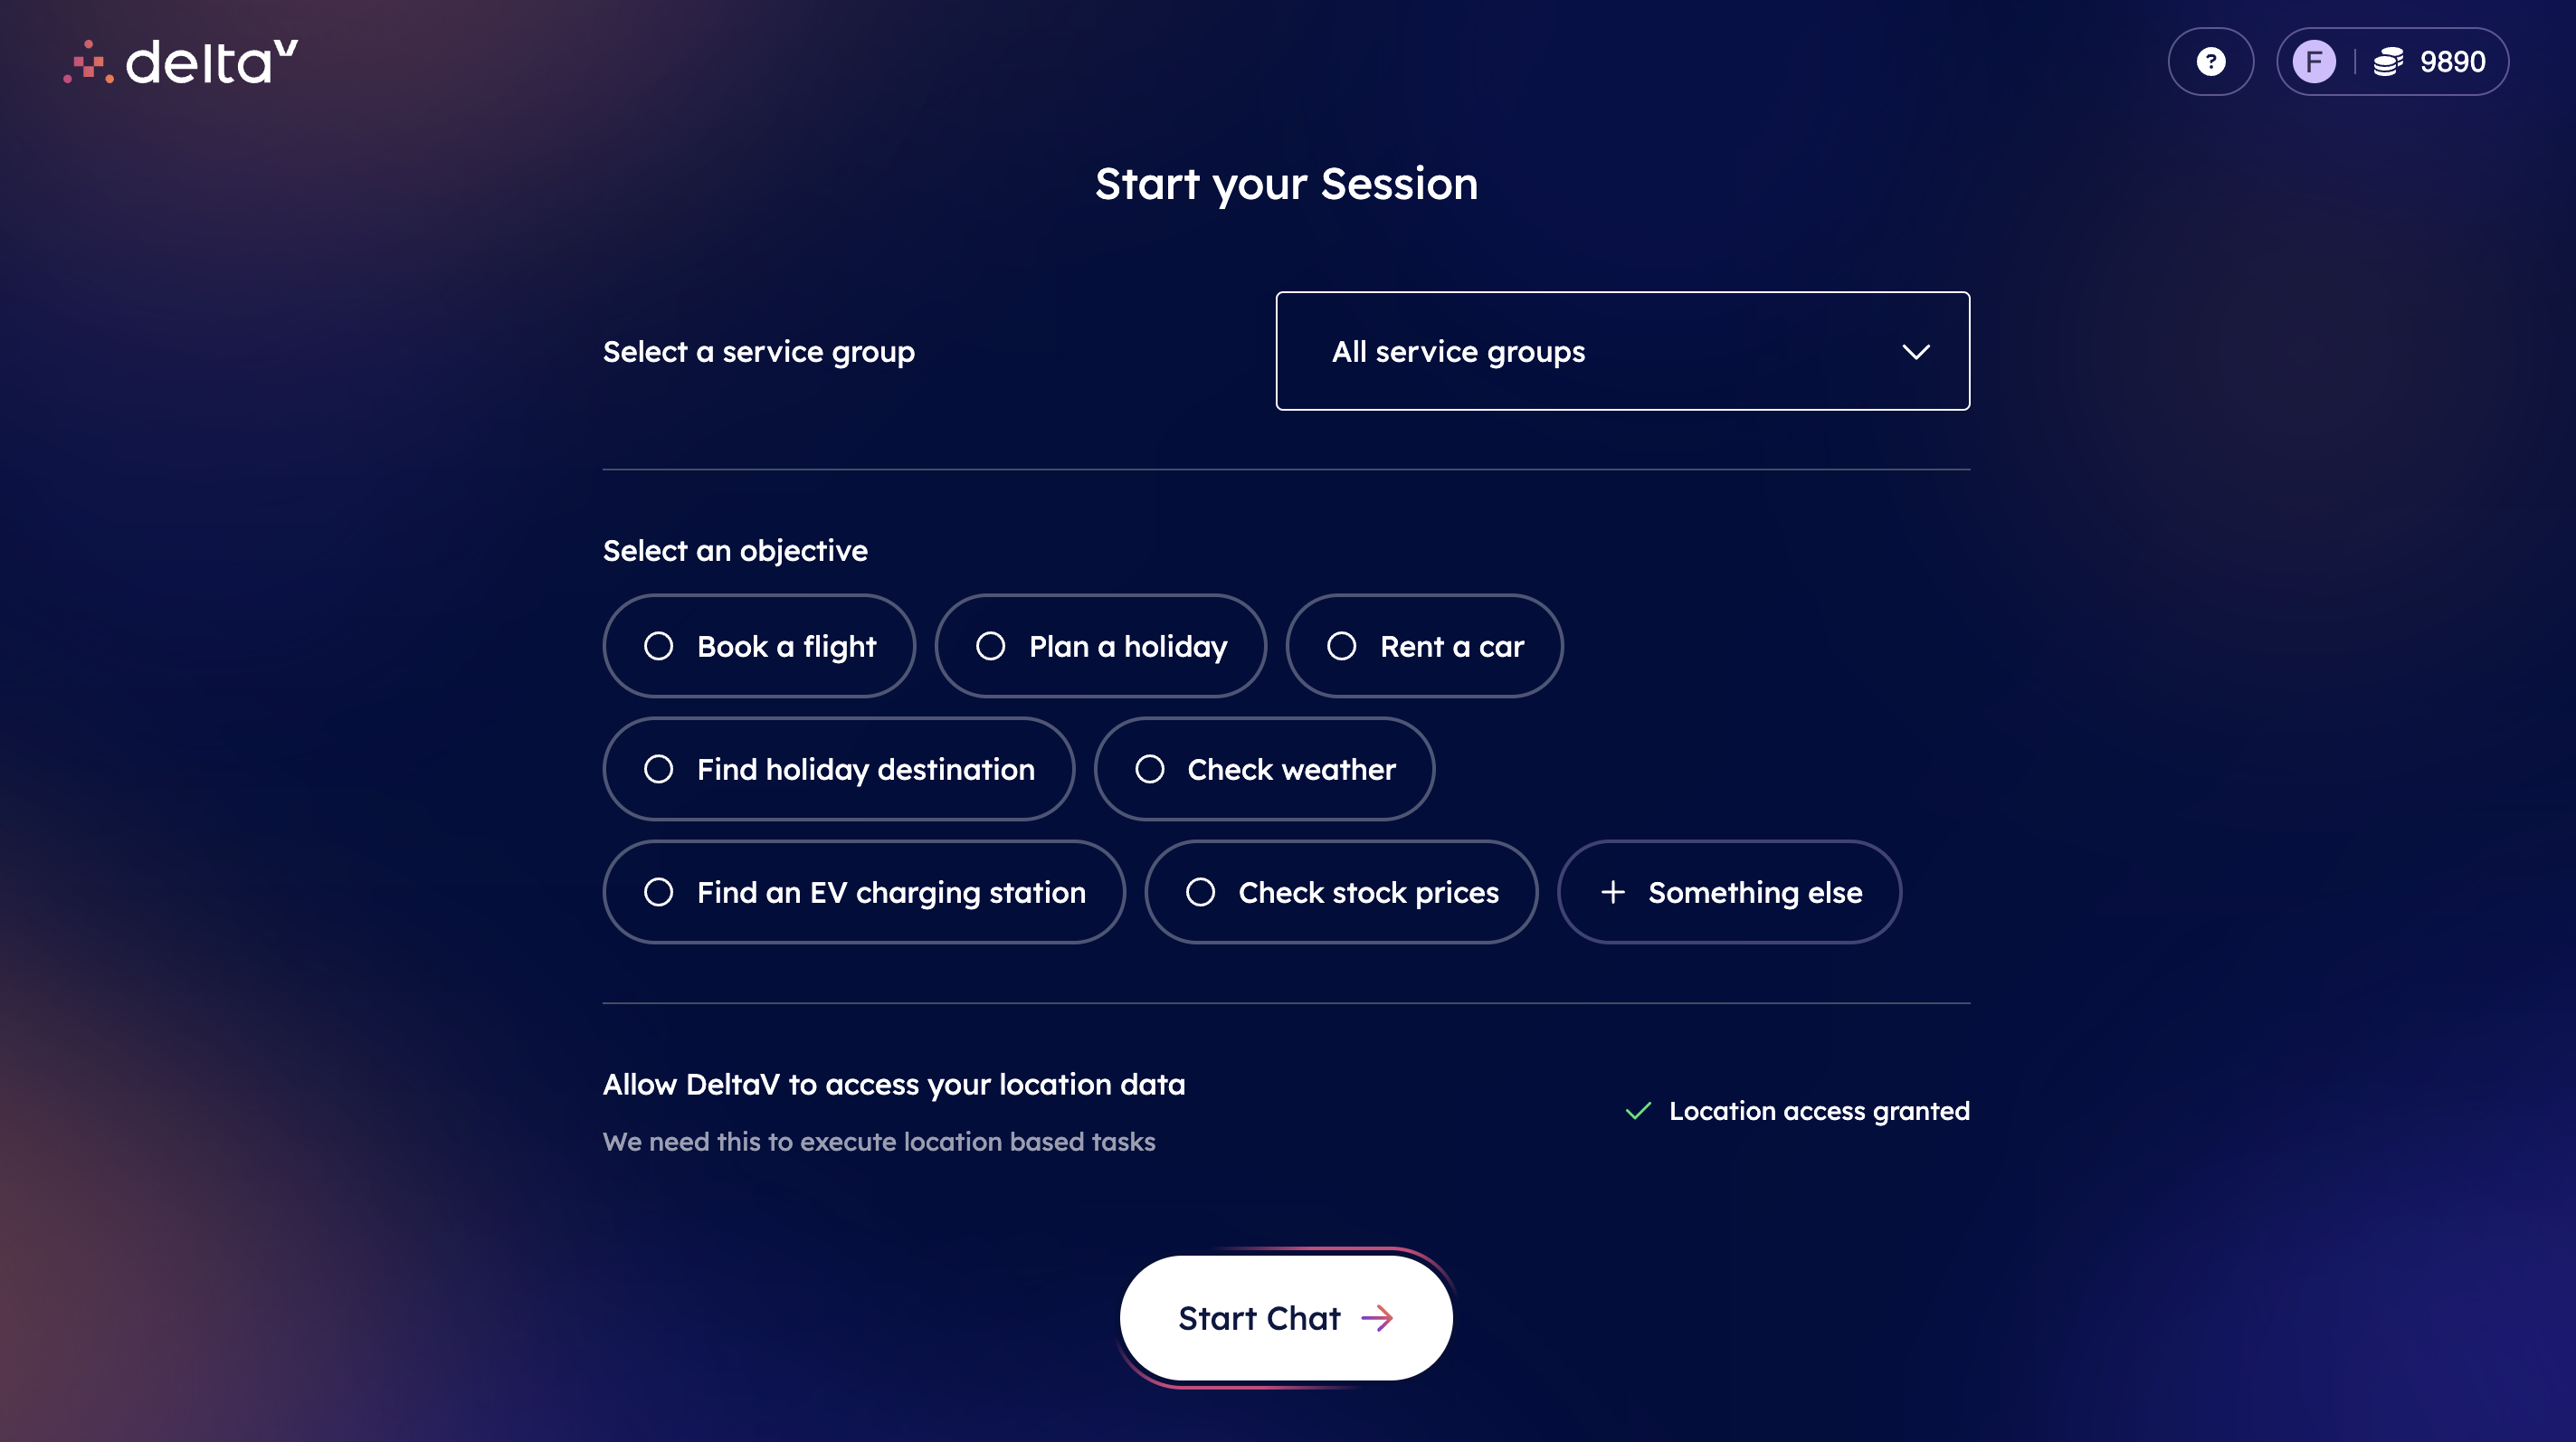 deltaV
?
F
9890
Start your Session
Select a service group
All service groups
Select an objective
Book a flight
Plan a holiday
Rent a car
Find holiday destination
Check weather
Find an EV charging station
Check stock prices
Something else
Allow DeltaV to access your location data
We need this to execute location based tasks
Location access granted
Start Chat